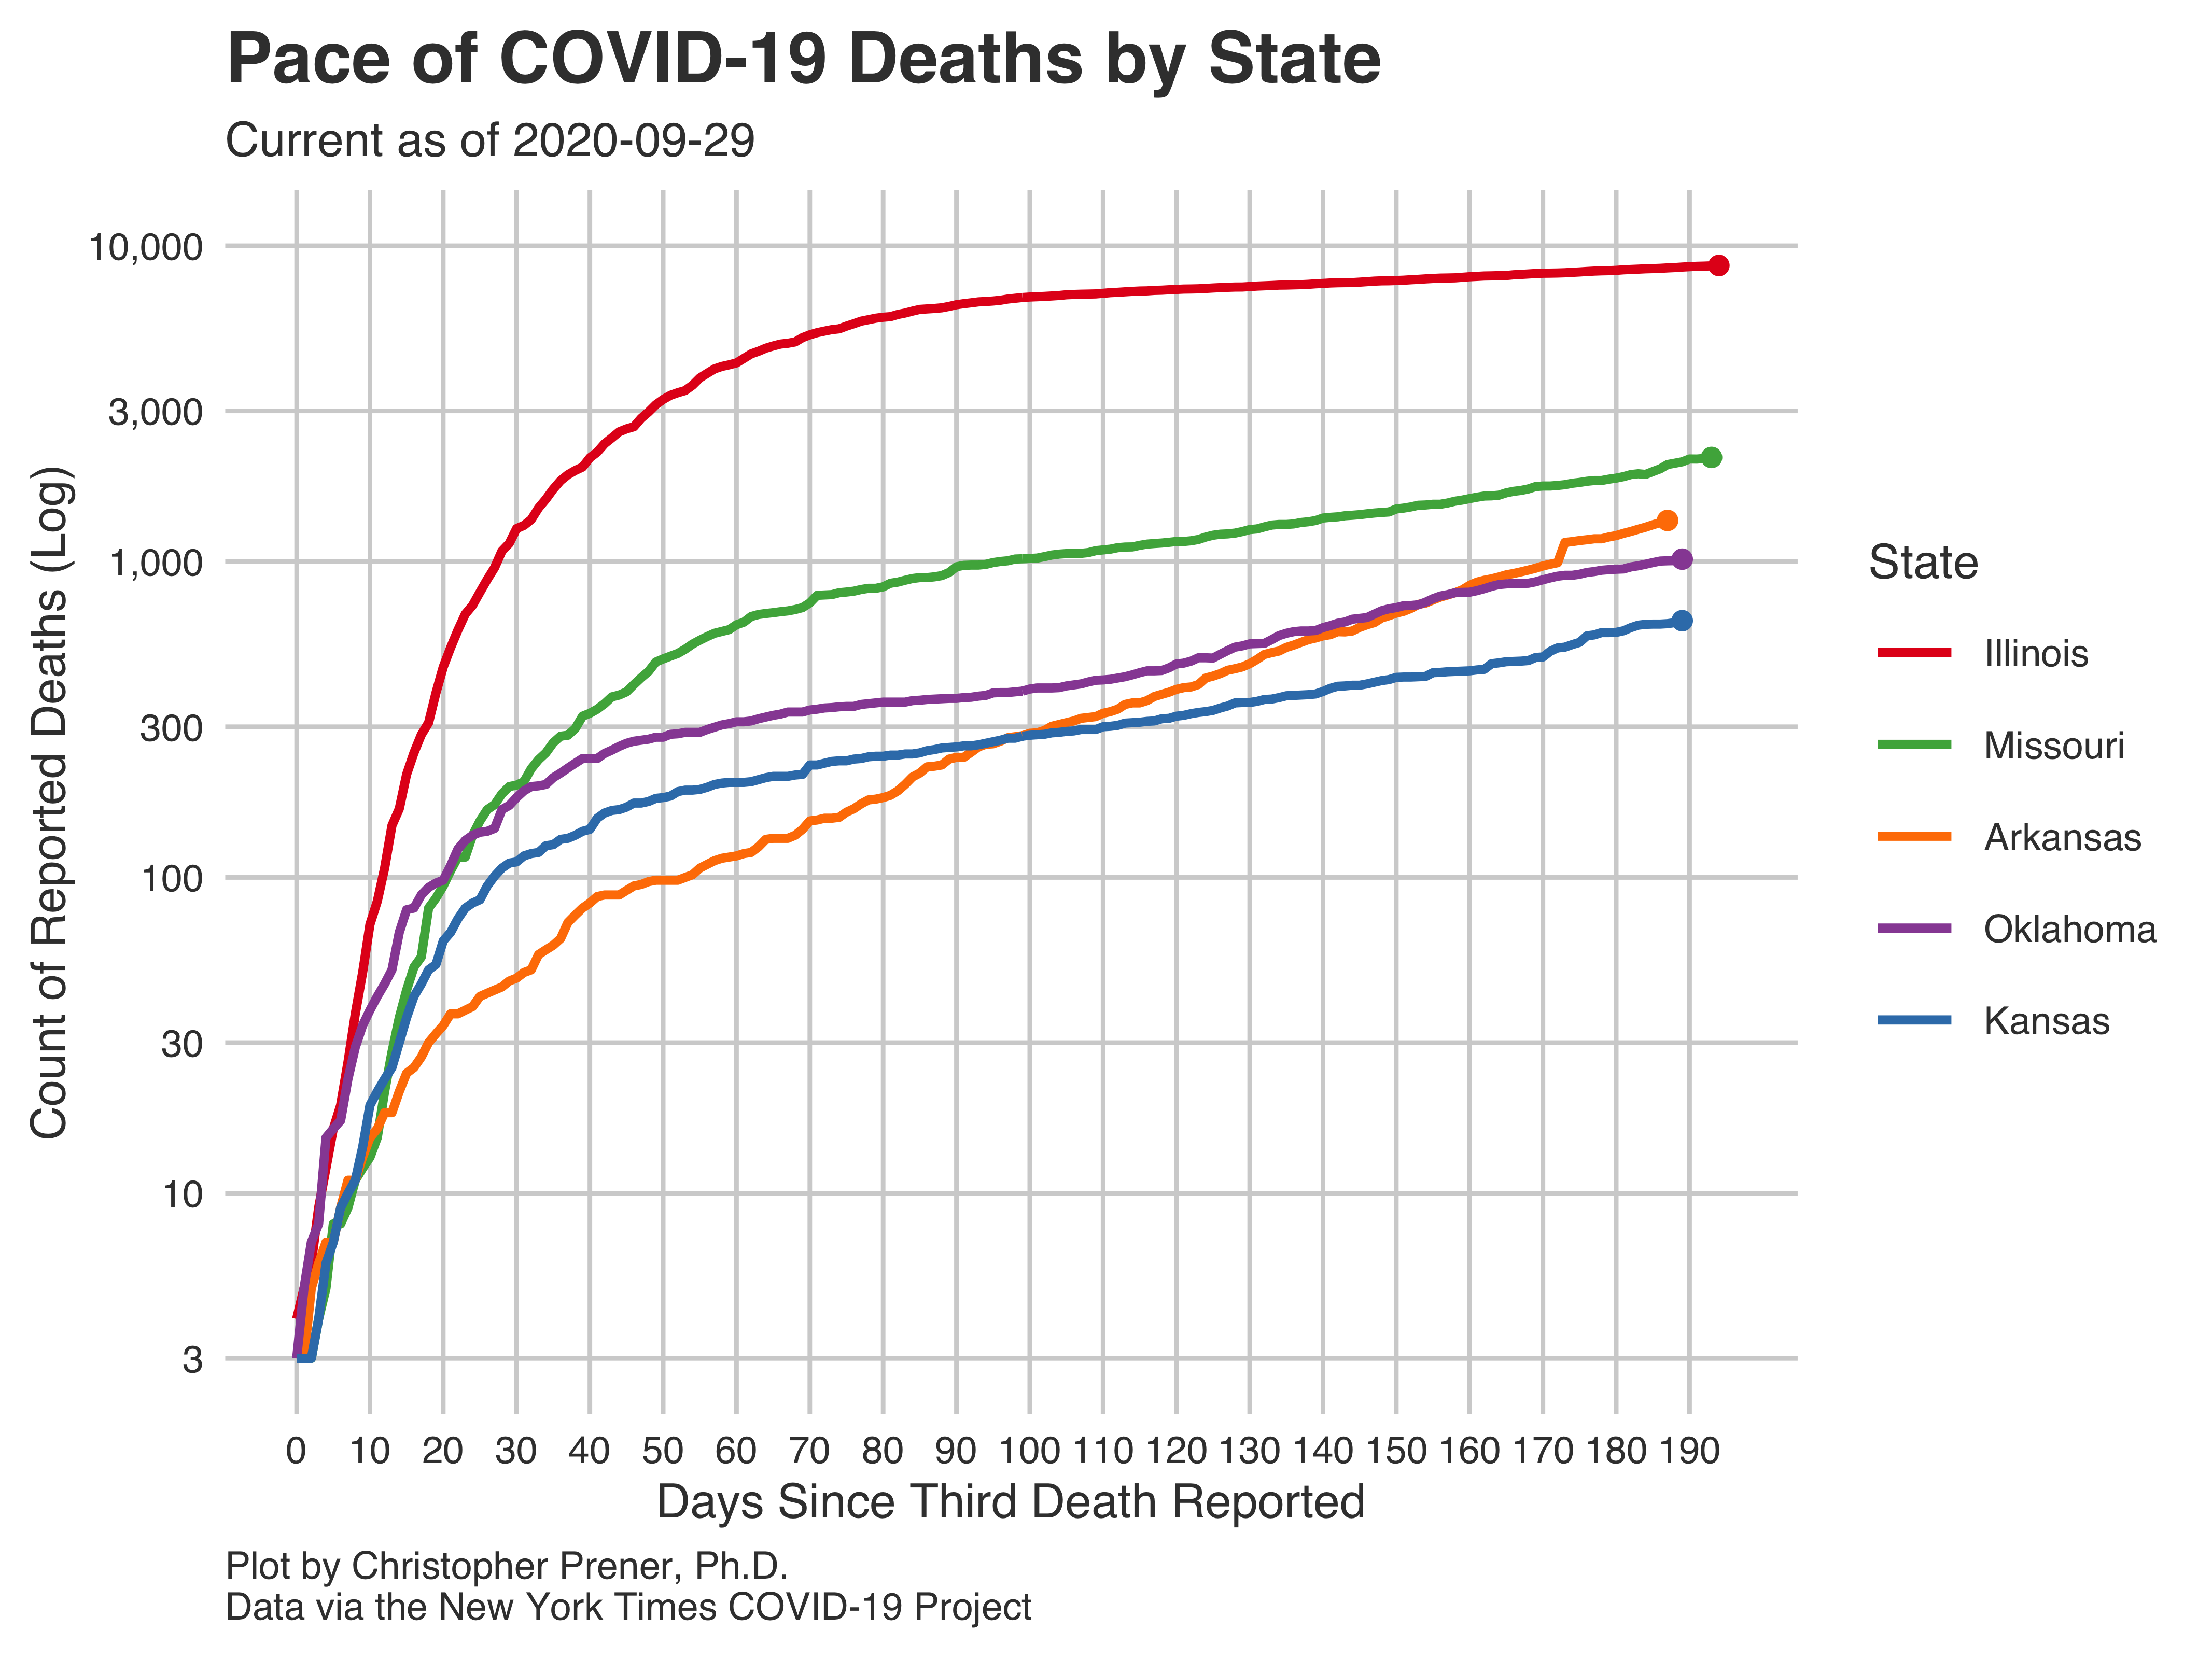 Pace of COVID-19 Deaths by State
Current as of 2020-09-29
Count of Reported Deaths (Log)
10,000
3,000
1,000
300
100
30
10
3
0 10 20 30 40 50 60 70 80 90 100 110 120 130 140 150 160 170 180 190
Days Since Third Death Reported
State
Illinois
Missouri
Arkansas
Oklahoma
Kansas
Plot by Christopher Prener, Ph.D.
Data via the New York Times COVID-19 Project